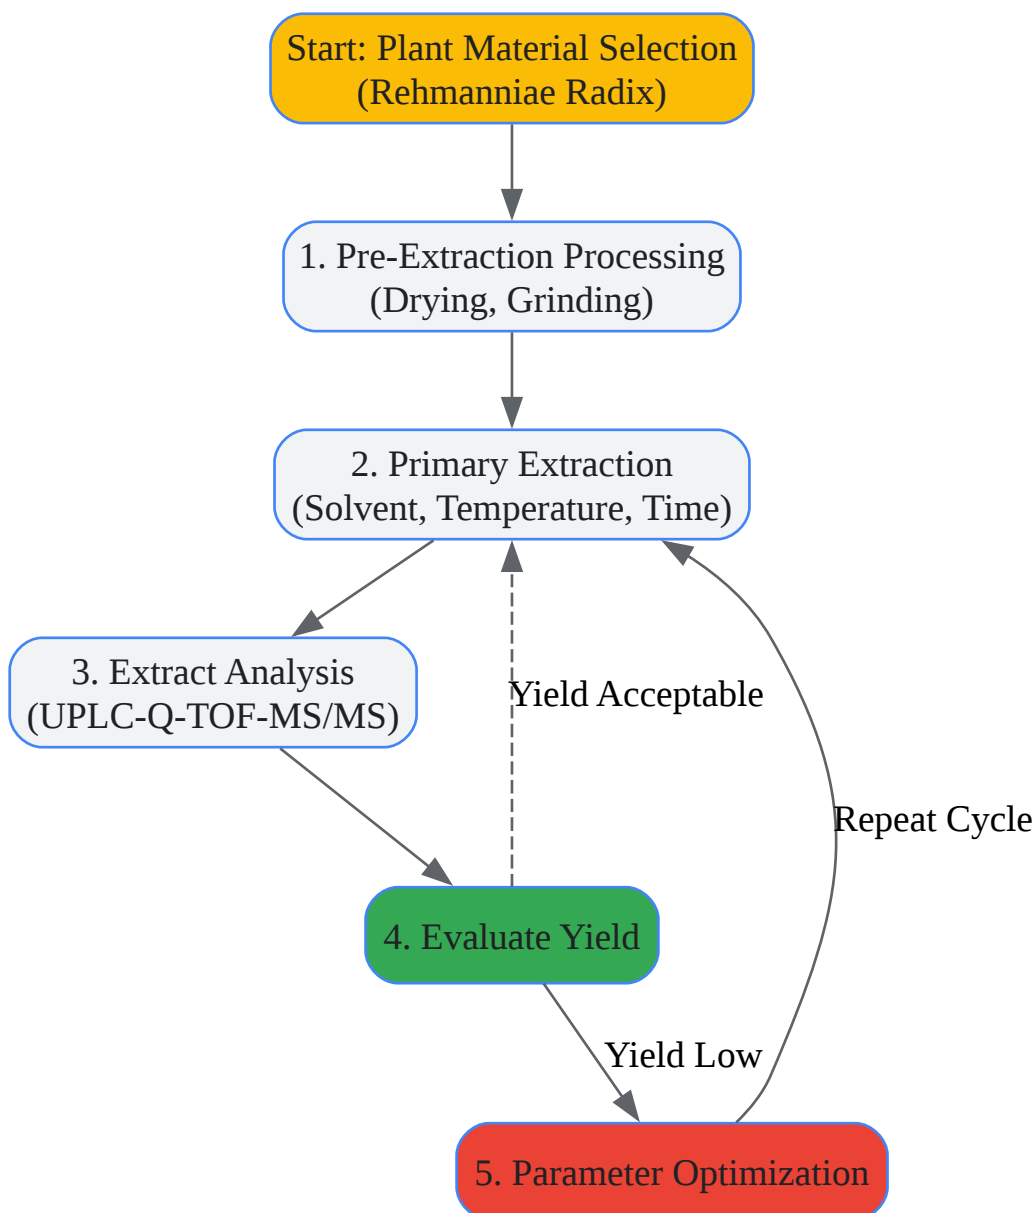 Start: Plant Material Selection
(Rehmanniae Radix)
1. Pre-Extraction Processing
(Drying, Grinding)
2. Primary Extraction
(Solvent, Temperature, Time)
3. Extract Analysis
(UPLC-Q-TOF-MS/MS)
Yield Acceptable
Repeat Cycle
4. Evaluate Yield
Yield Low
5. Parameter Optimization